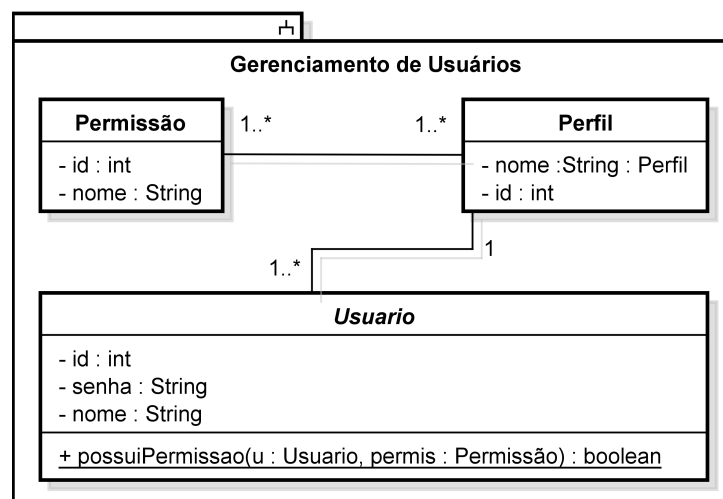 Gerenciamento de Usuários
Permissão
- id : int
- nome : String
1..*
1..*
Perfil
- nome :String : Perfil
- id : int
1..*
1
Usuario
- id : int
- senha : String
- nome : String
+ possuiPermissao(u : Usuario, permis : Permissão) : boolean